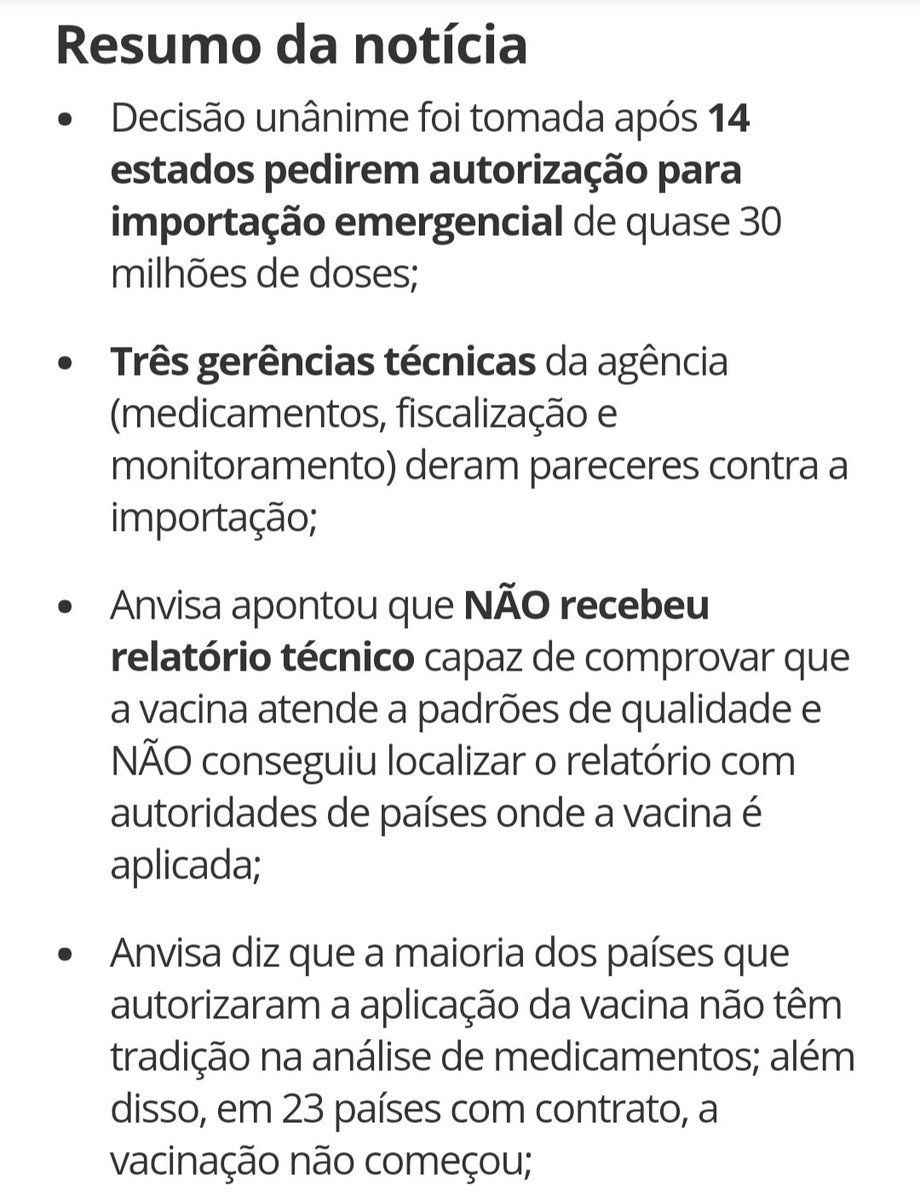 Resumo da notícia
• Decisão unânime foi tomada após 14
estados pedirem autorização para
importação emergencial de quase 30
milhões de doses;
• Três gerências técnicas da agência
(medicamentos, fiscalização e
monitoramento) deram pareceres contra a
importação;
• Anvisa apontou que NÃO recebeu
relatório técnico capaz de comprovar que
a vacina atende a padrões de qualidade e
NÃO conseguiu localizar o relatório com
autoridades de países onde a vacina é
aplicada;
• Anvisa diz que a maioria dos países que
autorizaram a aplicação da vacina não têm
tradição na análise de medicamentos; além
disso, em 23 países com contrato, a
vacinação não começou;